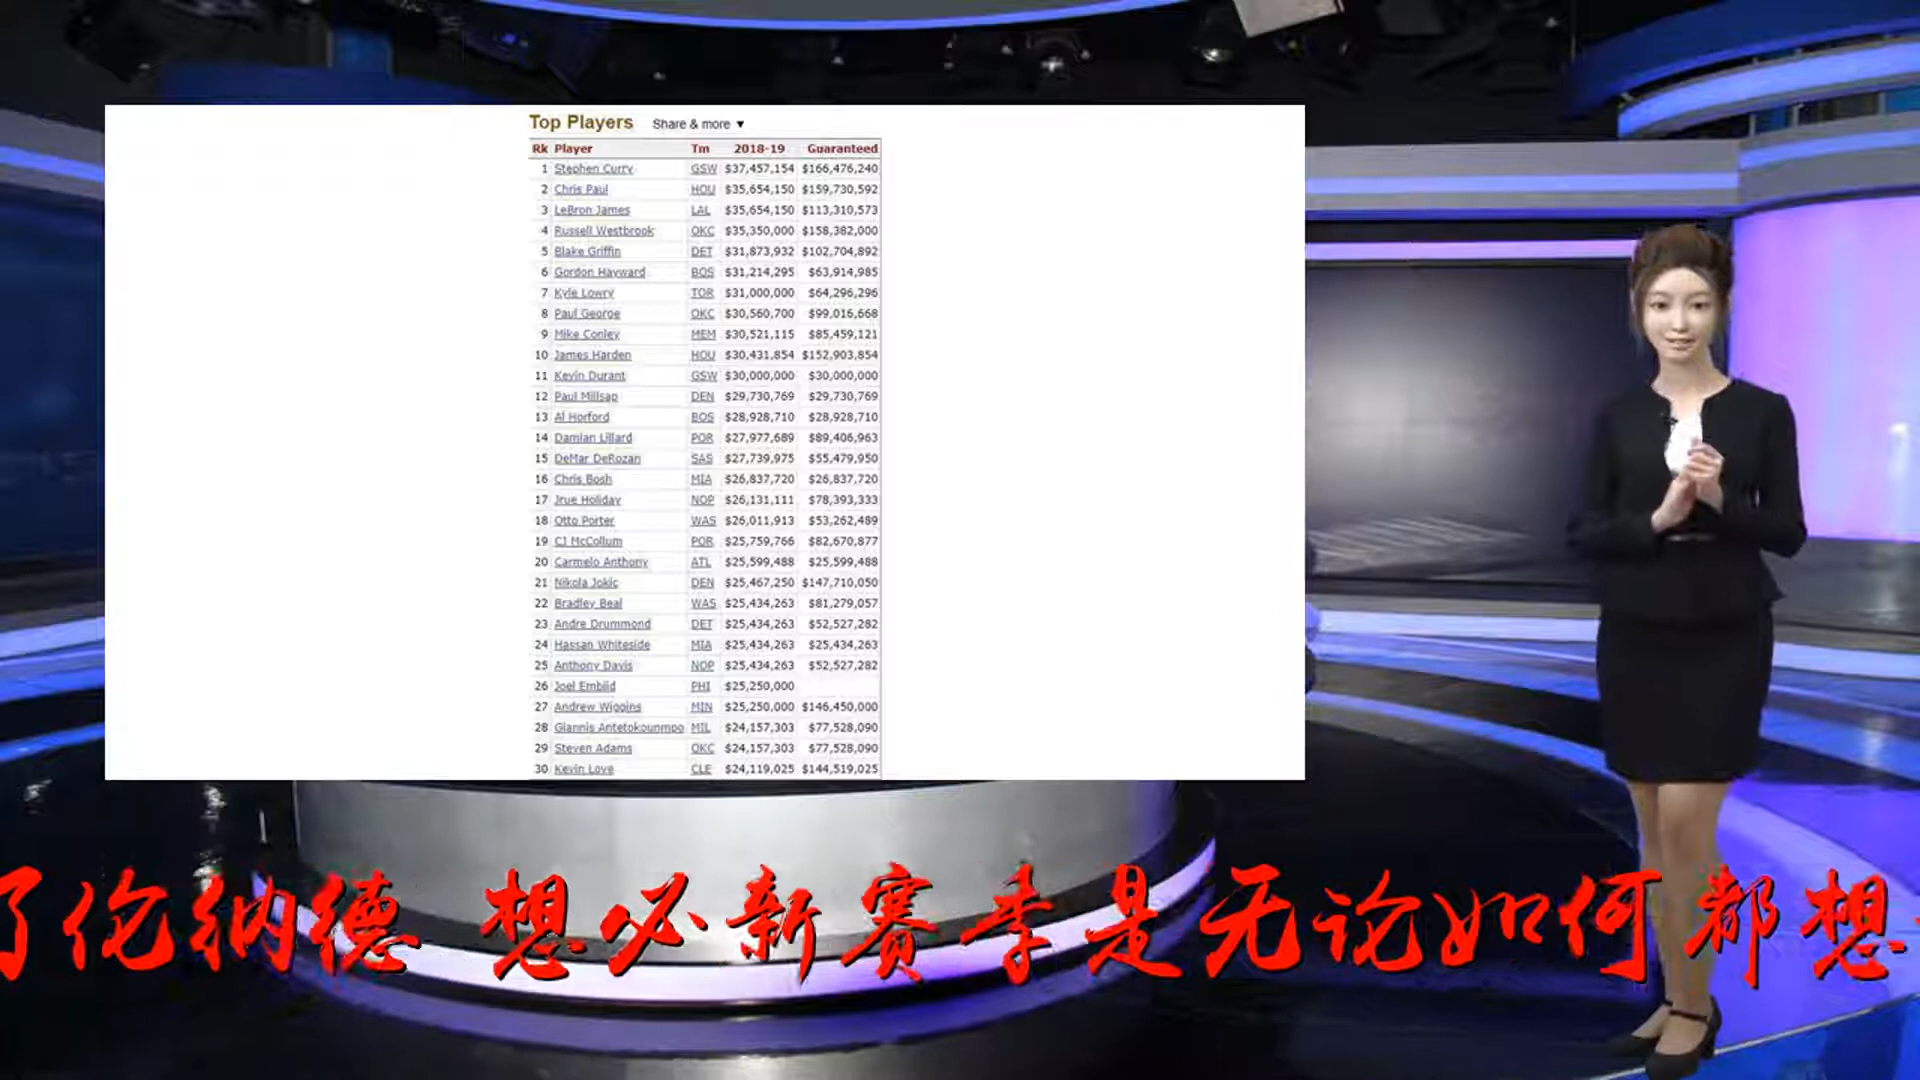 Top Players Share & more ▼
Rk Player Tm 2018-19 Guaranteed
1 Stephen Curry GSW $37,457,154 $166,476,240
2 Chris Paul HOU $35,654,150 $159,730,592
3 LeBron James LAL $35,654,150 $113,310,573
4 Russell Westbrook OKC $35,350,000 $158,382,000
5 Blake Griffin DET $31,873,932 $102,704,892
6 Gordon Hayward BOS $31,214,295 $63,914,985
7 Kyle Lowry TOR $31,000,000 $64,296,296
8 Paul George OKC $30,560,700 $99,016,668
9 Mike Conley MEM $30,521,115 $85,459,121
10 James Harden HOU $30,431,854 $152,903,854
11 Kevin Durant GSW $30,000,000 $30,000,000
12 Paul Millsap DEN $29,730,769 $29,730,769
13 Al Horford BOS $28,928,710 $28,928,710
14 Damian Lillard POR $27,977,689 $89,406,963
15 DeMar DeRozan SAS $27,739,975 $55,479,950
16 Chris Bosh MIA $26,837,720 $26,837,720
17 Jrue Holiday NOP $26,131,111 $78,393,333
18 Otto Porter WAS $26,011,913 $53,262,489
19 CJ McCollum POR $25,759,766 $82,670,877
20 Carmelo Anthony ATL $25,599,488 $25,599,488
21 Nikola Jokic DEN $25,467,250 $147,710,050
22 Bradley Beal WAS $25,434,263 $81,279,057
23 Andre Drummond DET $25,434,263 $52,527,282
24 Hassan Whiteside MIA $25,434,263 $25,434,263
25 Anthony Davis NOP $25,434,263 $52,527,282
26 Joel Embiid PHI $25,250,000
27 Andrew Wiggins MIN $25,250,000 $146,450,000
28 Giannis Antetokounmpo MIL $24,157,303 $77,528,090
29 Steven Adams OKC $24,157,303 $77,528,090
30 Kevin Love CLE $24,119,025 $144,519,025
了伦纳德 想必新赛季是无论如何都想